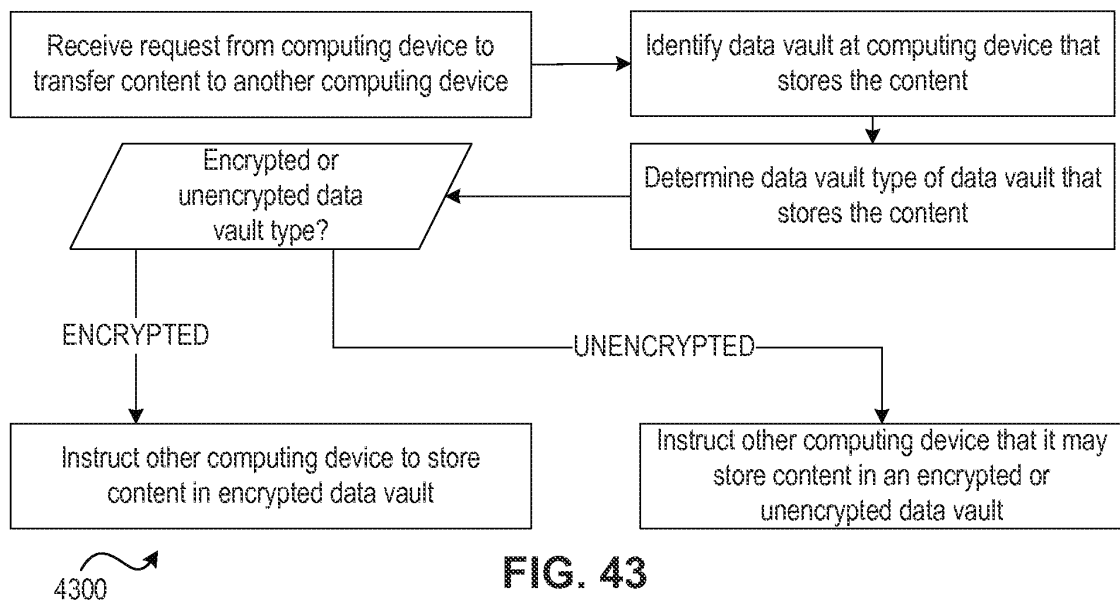 Receive request from computing device to
transfer content to another computing device
Identify data vault at computing device that
stores the content
Encrypted or
unencrypted data
vault type?
Determine data vault type of data vault that
stores the content
ENCRYPTED
UNENCRYPTED
Instruct other computing device to store
content in encrypted data vault
Instruct other computing device that it may
store content in an encrypted or
unencrypted data vault
4300
FIG. 43